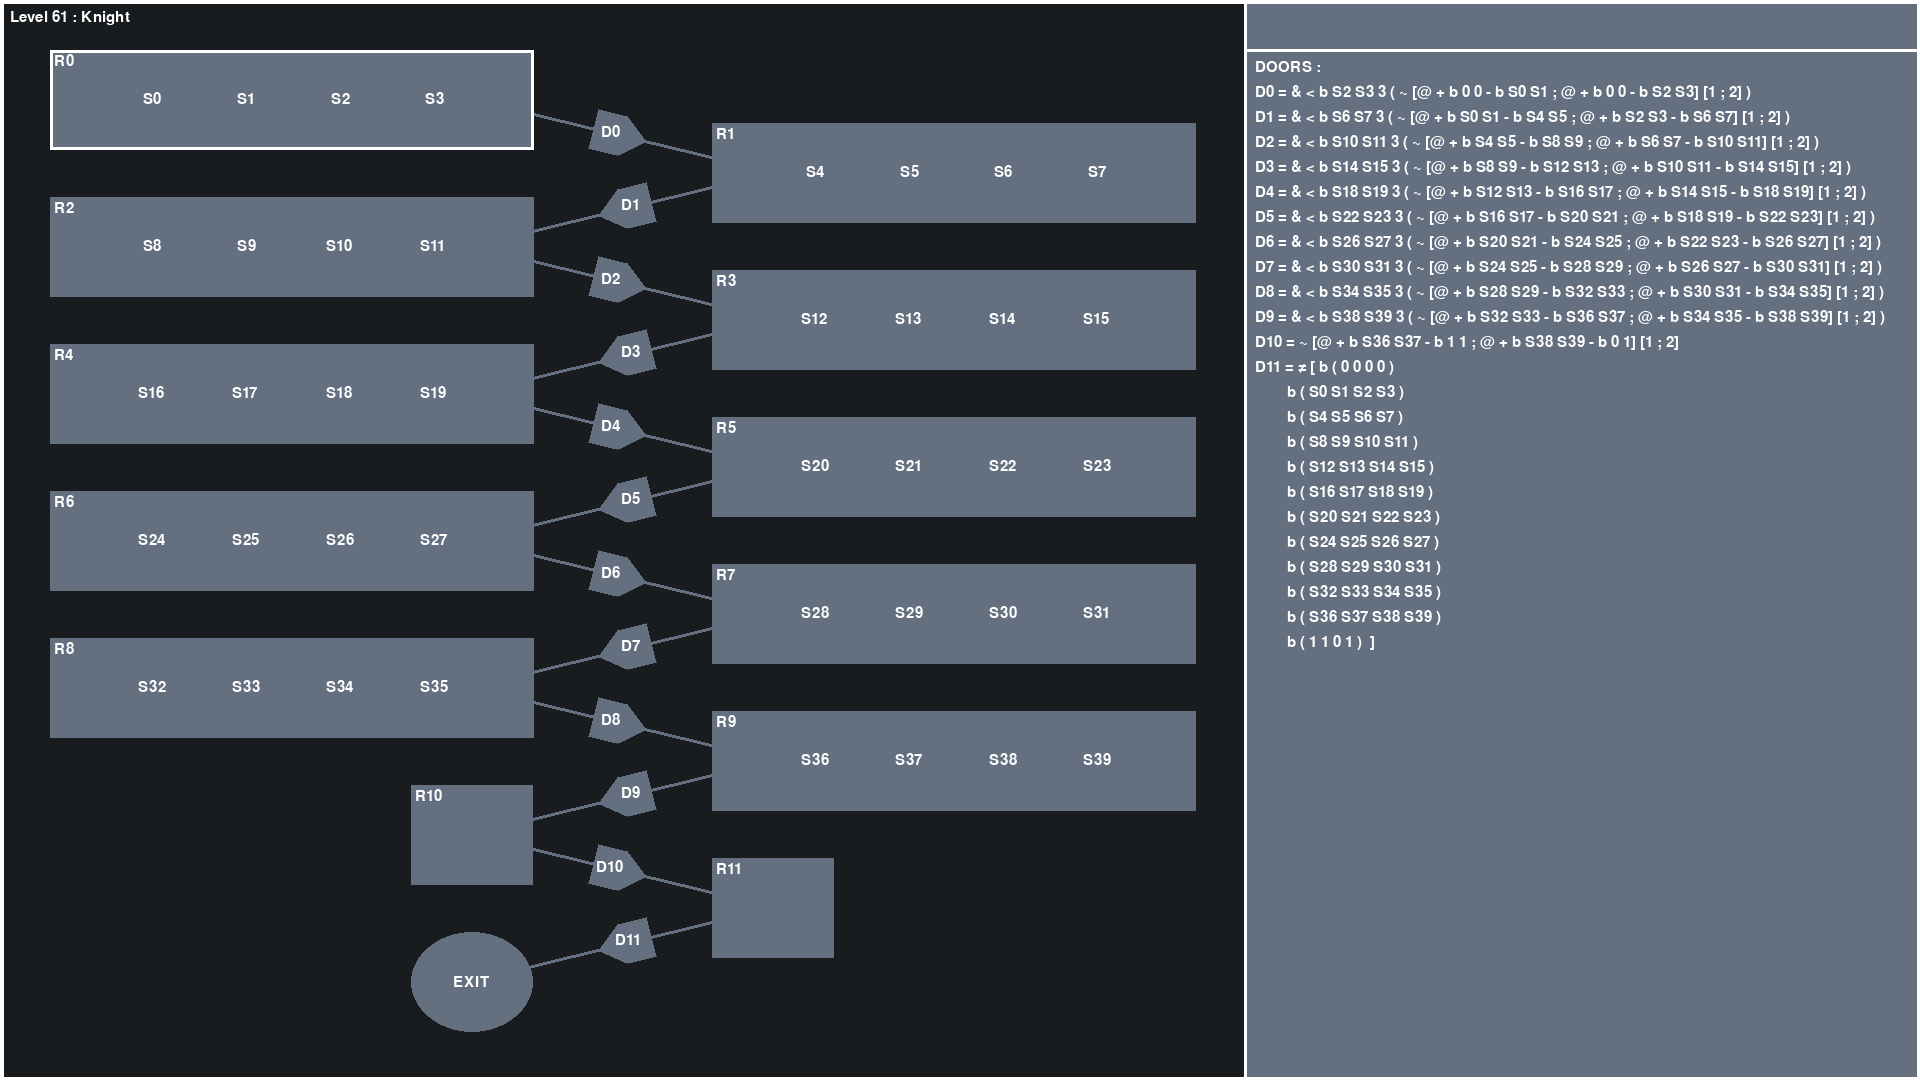 Level 61 : Knight
R0
S0 S1 S2 S3
D0
R1
S4 S5 S6 S7
D1
R2
S8 S9 S10 S11
D2
R3
S12 S13 S14 S15
D3
R4
S16 S17 S18 S19
D4
R5
S20 S21 S22 S23
D5
R6
S24 S25 S26 S27
D6
R7
S28 S29 S30 S31
D7
R8
S32 S33 S34 S35
D8
R9
S36 S37 S38 S39
D9
R10
D10
R11
D11
EXIT
DOORS :
D0 = & < b S2 S3 3 ( ~ [@ + b 0 0 - b S0 S1 ; @ + b 0 0 - b S2 S3] [1 ; 2] )
D1 = & < b S6 S7 3 ( ~ [@ + b S0 S1 - b S4 S5 ; @ + b S2 S3 - b S6 S7] [1 ; 2] )
D2 = & < b S10 S11 3 ( ~ [@ + b S4 S5 - b S8 S9 ; @ + b S6 S7 - b S10 S11] [1 ; 2] )
D3 = & < b S14 S15 3 ( ~ [@ + b S8 S9 - b S12 S13 ; @ + b S10 S11 - b S14 S15] [1 ; 2] )
D4 = & < b S18 S19 3 ( ~ [@ + b S12 S13 - b S16 S17 ; @ + b S14 S15 - b S18 S19] [1 ; 2] )
D5 = & < b S22 S23 3 ( ~ [@ + b S16 S17 - b S20 S21 ; @ + b S18 S19 - b S22 S23] [1 ; 2] )
D6 = & < b S26 S27 3 ( ~ [@ + b S20 S21 - b S24 S25 ; @ + b S22 S23 - b S26 S27] [1 ; 2] )
D7 = & < b S30 S31 3 ( ~ [@ + b S24 S25 - b S28 S29 ; @ + b S26 S27 - b S30 S31] [1 ; 2] )
D8 = & < b S34 S35 3 ( ~ [@ + b S28 S29 - b S32 S33 ; @ + b S30 S31 - b S34 S35] [1 ; 2] )
D9 = & < b S38 S39 3 ( ~ [@ + b S32 S33 - b S36 S37 ; @ + b S34 S35 - b S38 S39] [1 ; 2] )
D10 = ~ [@ + b S36 S37 - b 1 1 ; @ + b S38 S39 - b 0 1] [1 ; 2]
D11 = ≠ [ b ( 0 0 0 0 )
b ( S0 S1 S2 S3 )
b ( S4 S5 S6 S7 )
b ( S8 S9 S10 S11 )
b ( S12 S13 S14 S15 )
b ( S16 S17 S18 S19 )
b ( S20 S21 S22 S23 )
b ( S24 S25 S26 S27 )
b ( S28 S29 S30 S31 )
b ( S32 S33 S34 S35 )
b ( S36 S37 S38 S39 )
b ( 1 1 0 1 ) ]